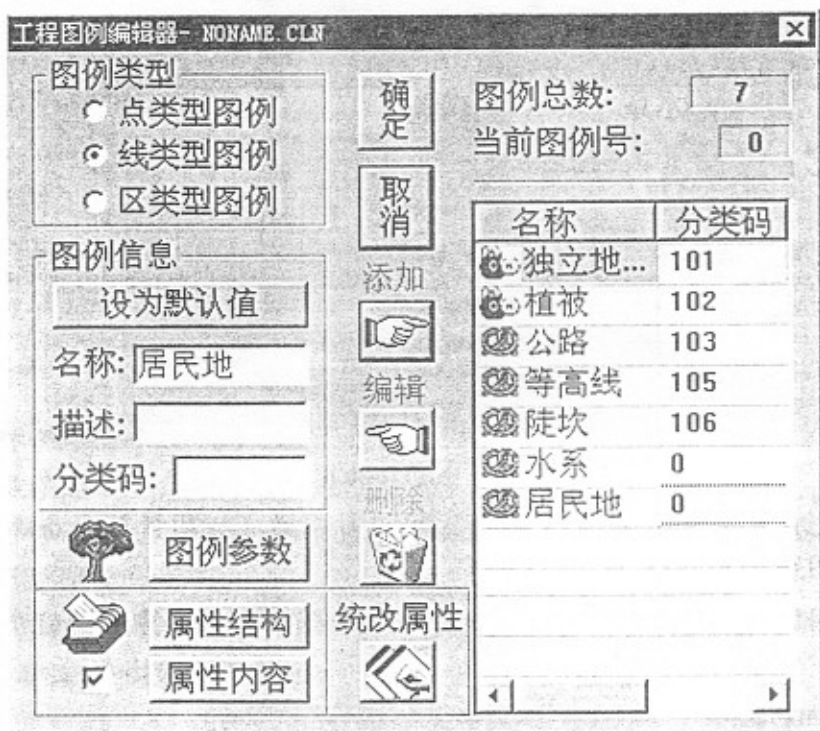 工程图例编辑器- NONAME.CLN
图例类型
点类型图例
线类型图例
区类型图例
图例信息
设为默认值
名称: 居民地
描述:
分类码:
图例参数
属性结构
属性内容
确定
取消
添加
编辑
删除
统改属性
图例总数: 7
当前图例号: 0
名称 分类码
独立地... 101
植被 102
公路 103
等高线 105
陡坎 106
水系 0
居民地 0